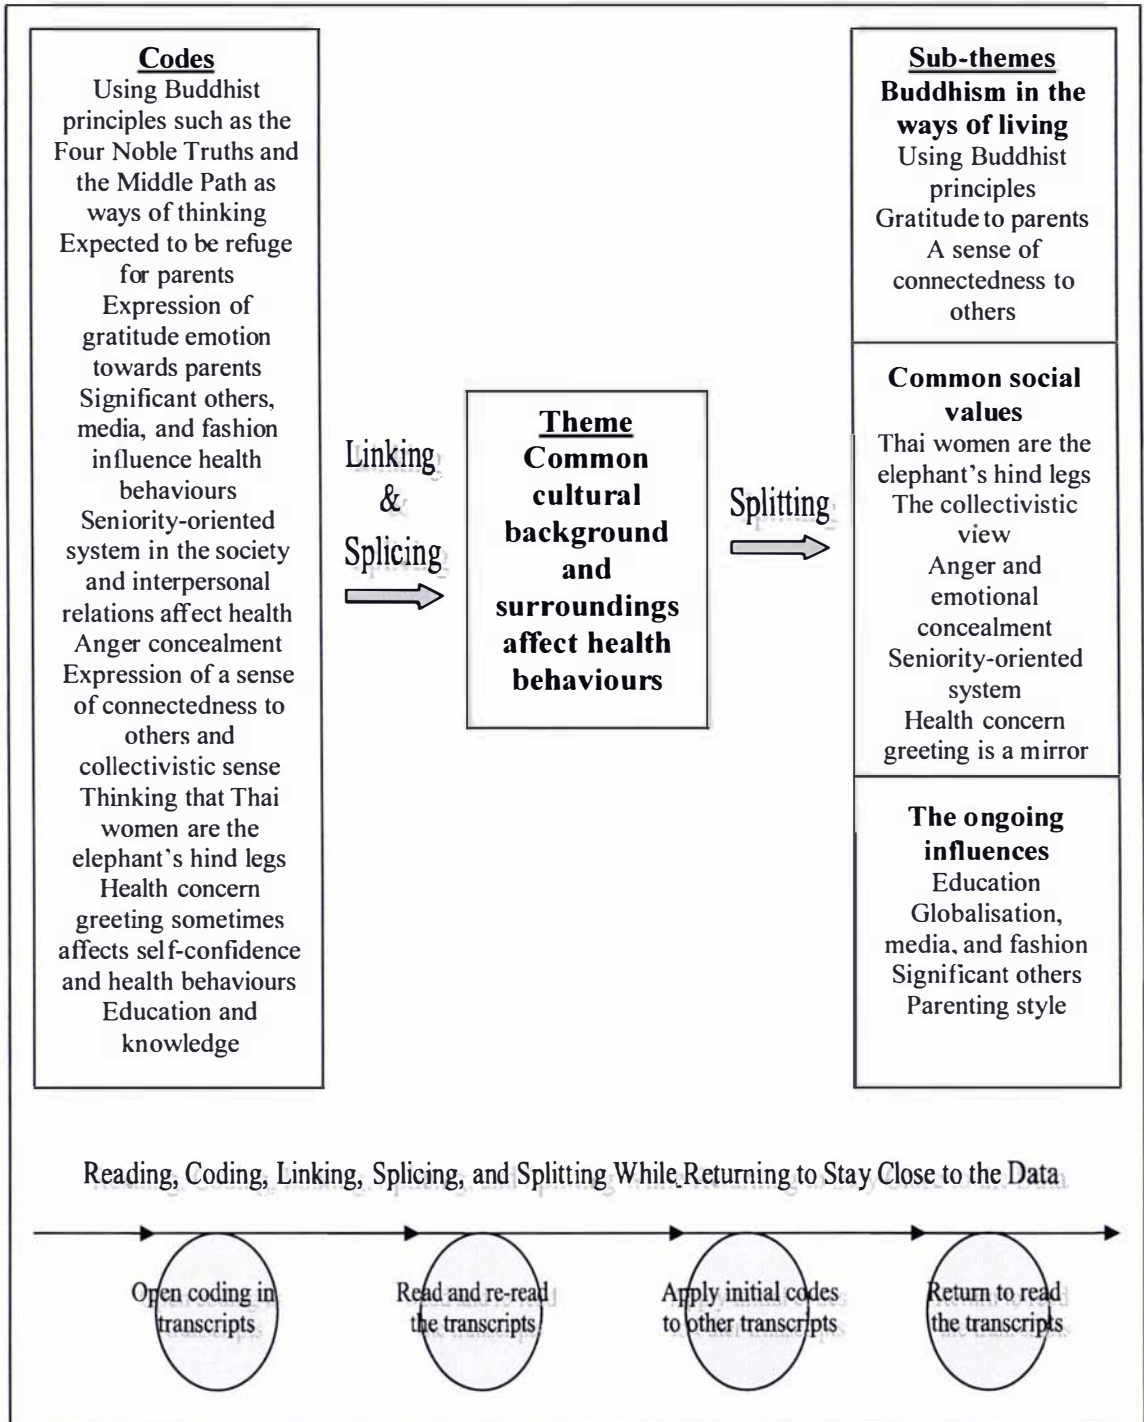 Codes
Using Buddhist
principles such as the
Four Noble Truths and
the Middle Path as
ways of thinking
Expected to be refuge
for parents
Expression of
gratitude emotion
towards parents
Significant others,
media, and fashion
influence health
behaviours
Seniority-oriented
system in the society
and interpersonal
relations affect health
Anger concealment
Expression of a sense
of connectedness to
others and
collectivistic sense
Thinking that Thai
women are the
elephant's hind legs
Health concern
greeting sometimes
affects self-confidence
and health behaviours
Education and
knowledge
Linking
&
Splicing
Theme
Common
cultural
background
and
surroundings
affect health
behaviours
Splitting
Sub-themes
Buddhism in the
ways of living
Using Buddhist
principles
Gratitude to parents
A sense of
connectedness to
others
Common social
values
Thai women are the
elephant's hind legs
The collectivistic
view
Anger and
emotional
concealment
Seniority-oriented
system
Health concern
greeting is a mirror
The ongoing
influences
Education
Globalisation,
media, and fashion
Significant others
Parenting style
Reading, Coding, Linking, Splicing, and Splitting While Returning to Stay Close to the Data
Open coding in
transcripts
Read and re-read
the transcripts
Apply initial codes
to other transcripts
Return to read
the transcripts